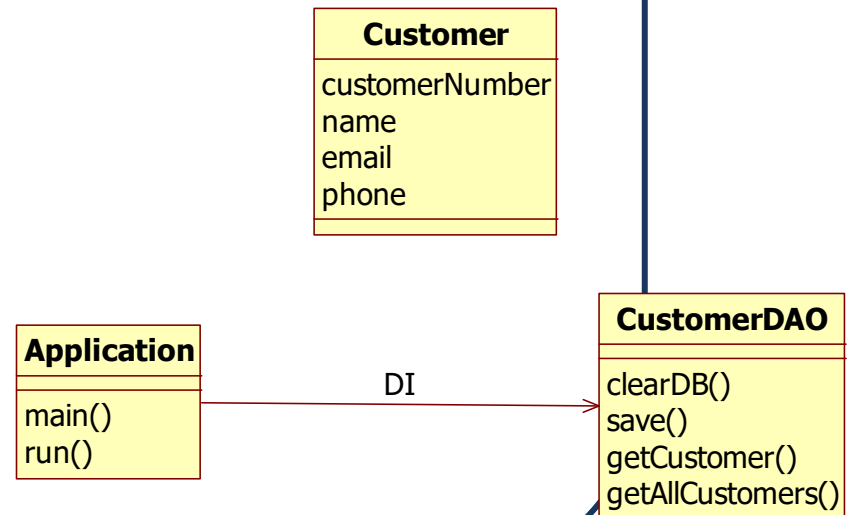 Customer
customerNumber
name
email
phone
Application
main()
run()
DI
CustomerDAO
clearDB()
save()
getCustomer()
getAllCustomers()